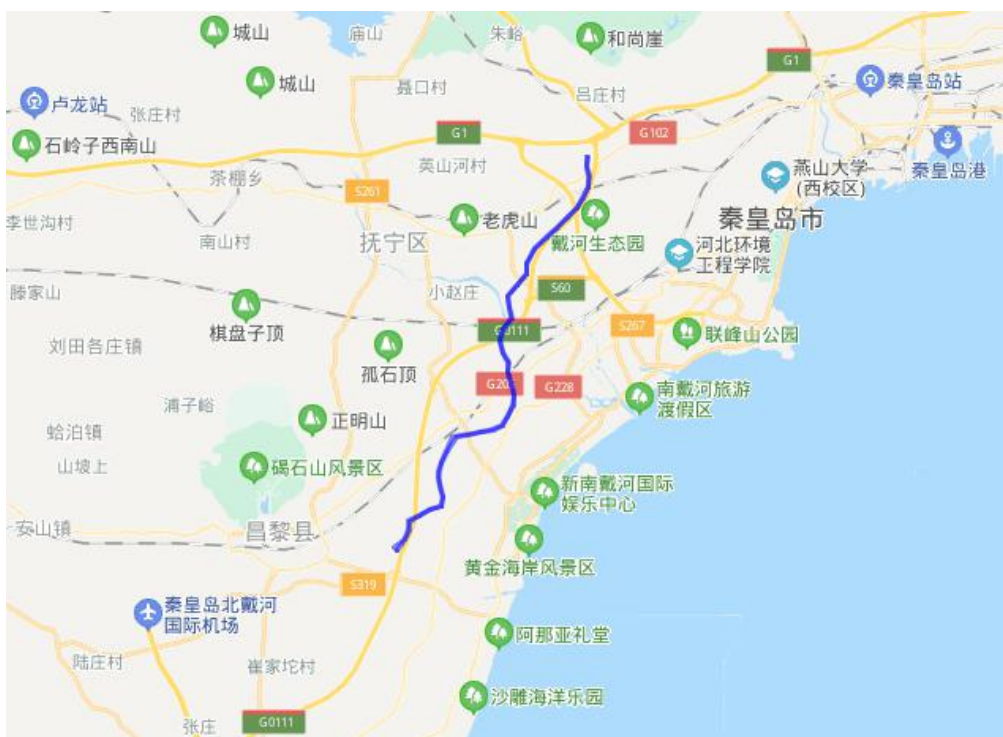 城山
庙山
朱峪
和尚崖
G1
城山
聂口村
吕庄村
秦皇岛站
卢龙站
张庄村
G1
G102
石岭子西南山
英山河村
燕山大学
(西校区)
秦皇岛港
茶棚乡
S261
李世沟村
老虎山
秦皇岛市
南山村
抚宁区
戴河生态园
河北环境
工程学院
滕家山
小赵庄
S60
棋盘子顶
G0111
S267
联峰山公园
刘田各庄镇
孤石顶
G20
G228
南戴河旅游
渡假区
浦子峪
正明山
蛤泊镇
山坡上
碣石山风景区
新南戴河国际
娱乐中心
安山镇
昌黎县
黄金海岸风景区
S319
秦皇岛北戴河
国际机场
阿那亚礼堂
陆庄村
崔家坨村
沙雕海洋乐园
张庄
G0111